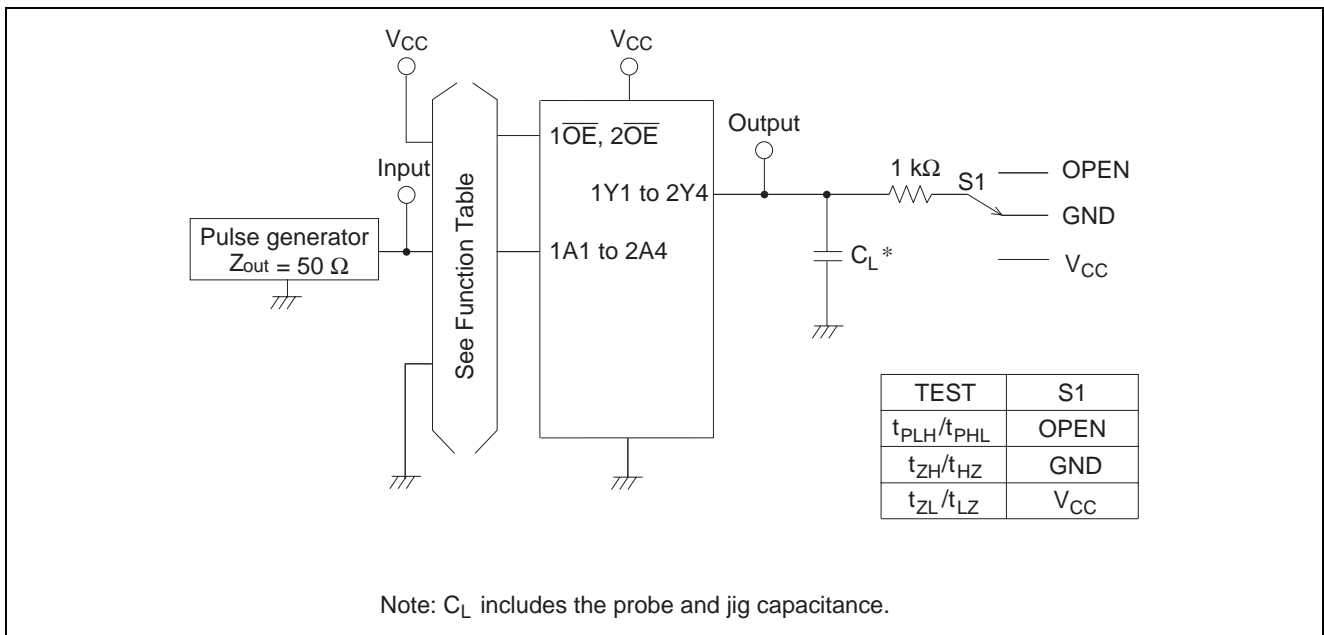 VCC
VCC
Output
1OE, 2OE
Input
1 kΩ
S1
OPEN
1Y1 to 2Y4
GND
Pulse generator
Zout = 50 Ω
See Function Table
1A1 to 2A4
CL*
VCC
TEST S1
tPLH/tPHL OPEN
tZH/tHZ GND
tZL/tLZ VCC
Note: CL includes the probe and jig capacitance.